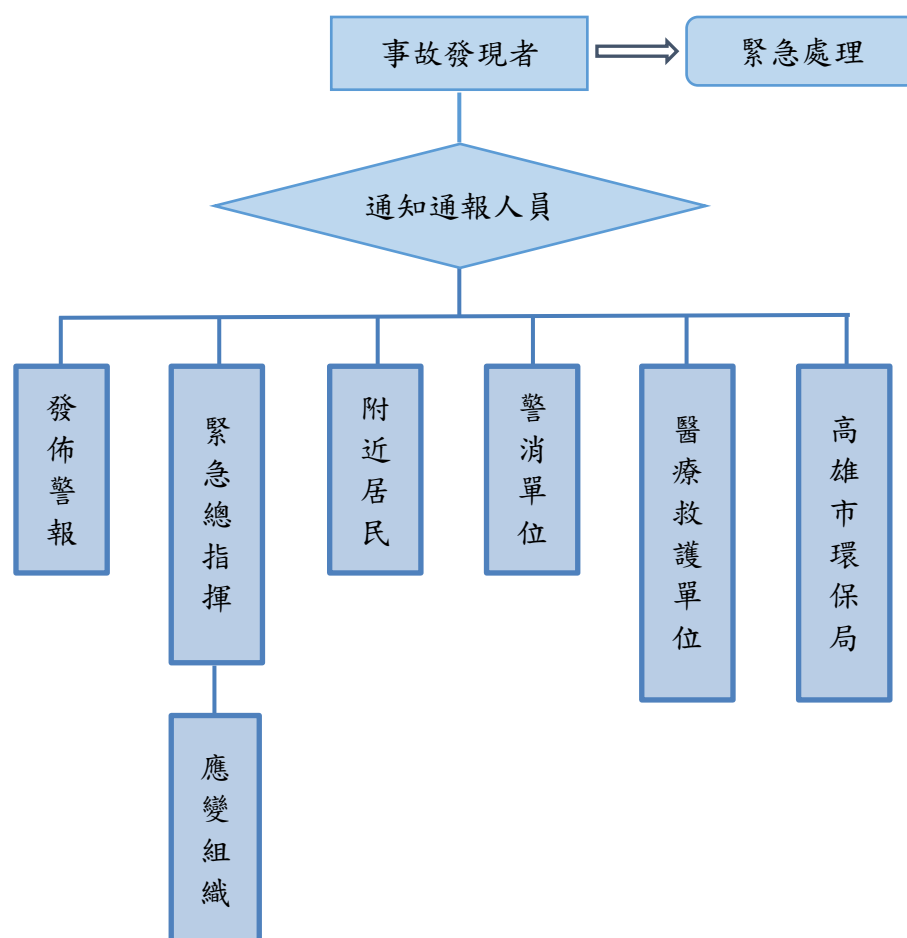 事故發現者
緊急處理
通知通報人員
發佈警報
緊急總指揮
附近居民
警消單位
醫療救護單位
高雄市環保局
應變組織